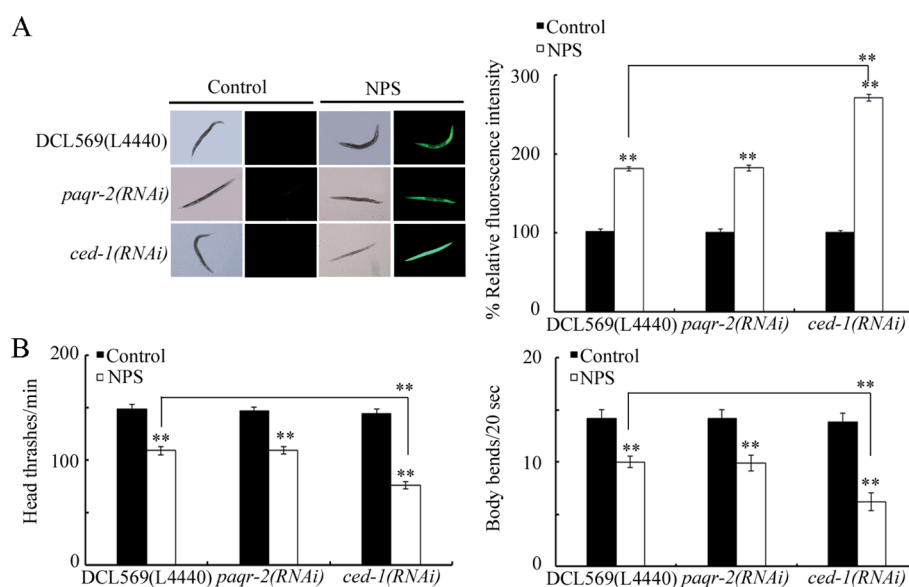 A
Control NPS
DCL569(L4440)
paqr-2(RNAi)
ced-1(RNAi)
Control
NPS
% Relative fluorescence intensity
300
200
100
0
**
**
**
**
DCL569(L4440) paqr-2(RNAi) ced-1(RNAi)
B
Control
NPS
Head thrashes/min
200
100
0
**
**
**
**
DCL569(L4440) paqr-2(RNAi) ced-1(RNAi)
Control
NPS
Body bends/20 sec
20
10
0
**
**
**
**
DCL569(L4440) paqr-2(RNAi) ced-1(RNAi)